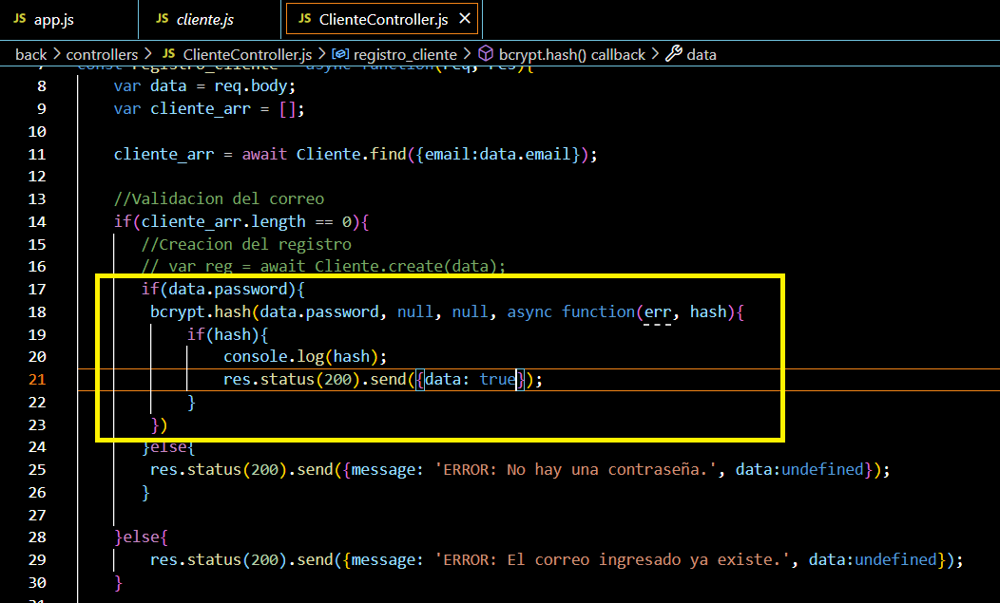 JS app.js JS cliente.js JS ClienteController.js ×
back > controllers > JS ClienteController.js > registro_cliente > bcrypt.hash() callback > data
7 const registro_cliente = async function(req, res){
8 var data = req.body;
9 var cliente_arr = [];
10
11 cliente_arr = await Cliente.find({email:data.email});
12
13 //Validacion del correo
14 if(cliente_arr.length == 0){
15 //Creacion del registro
16 // var reg = await Cliente.create(data);
17 if(data.password){
18 bcrypt.hash(data.password, null, null, async function(err, hash){
19 if(hash){
20 console.log(hash);
21 res.status(200).send({data: true});
22 }
23 })
24 }else{
25 res.status(200).send({message: 'ERROR: No hay una contraseña.', data:undefined});
26 }
27
28 }else{
29 res.status(200).send({message: 'ERROR: El correo ingresado ya existe.', data:undefined});
30 }